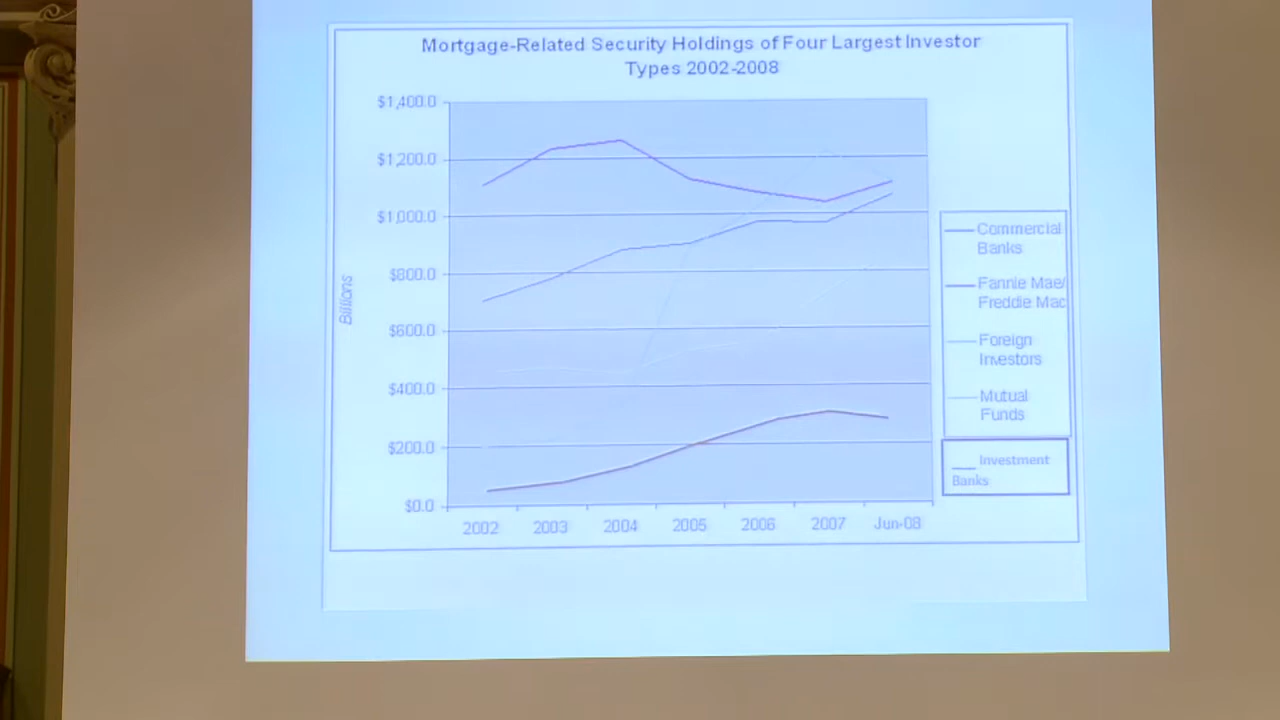 Mortgage-Related Security Holdings of Four Largest Investor
Types 2002-2008
$1,400.0
$1,200.0
$1,000.0
$800.0
$600.0
$400.0
$200.0
$0.0
Billions
2002 2003 2004 2005 2006 2007 Jun-08
Commercial
Banks
Fannie Mae/
Freddie Mac
Foreign
Investors
Mutual
Funds
Investment
Banks